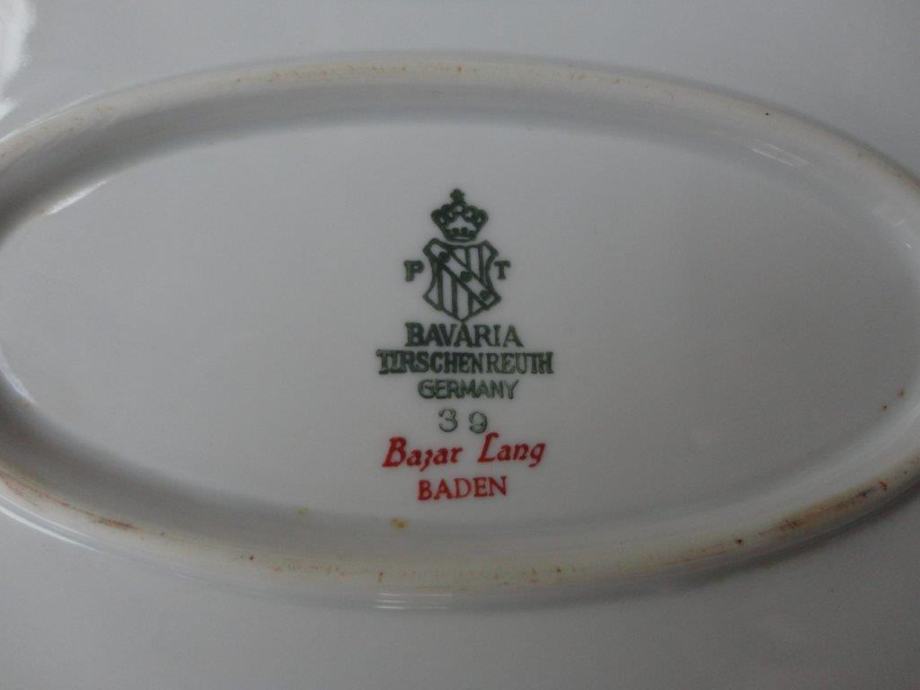 P T
BAVARIA
TIRSCHENREUTH
GERMANY
39
Bazar Lang
BADEN